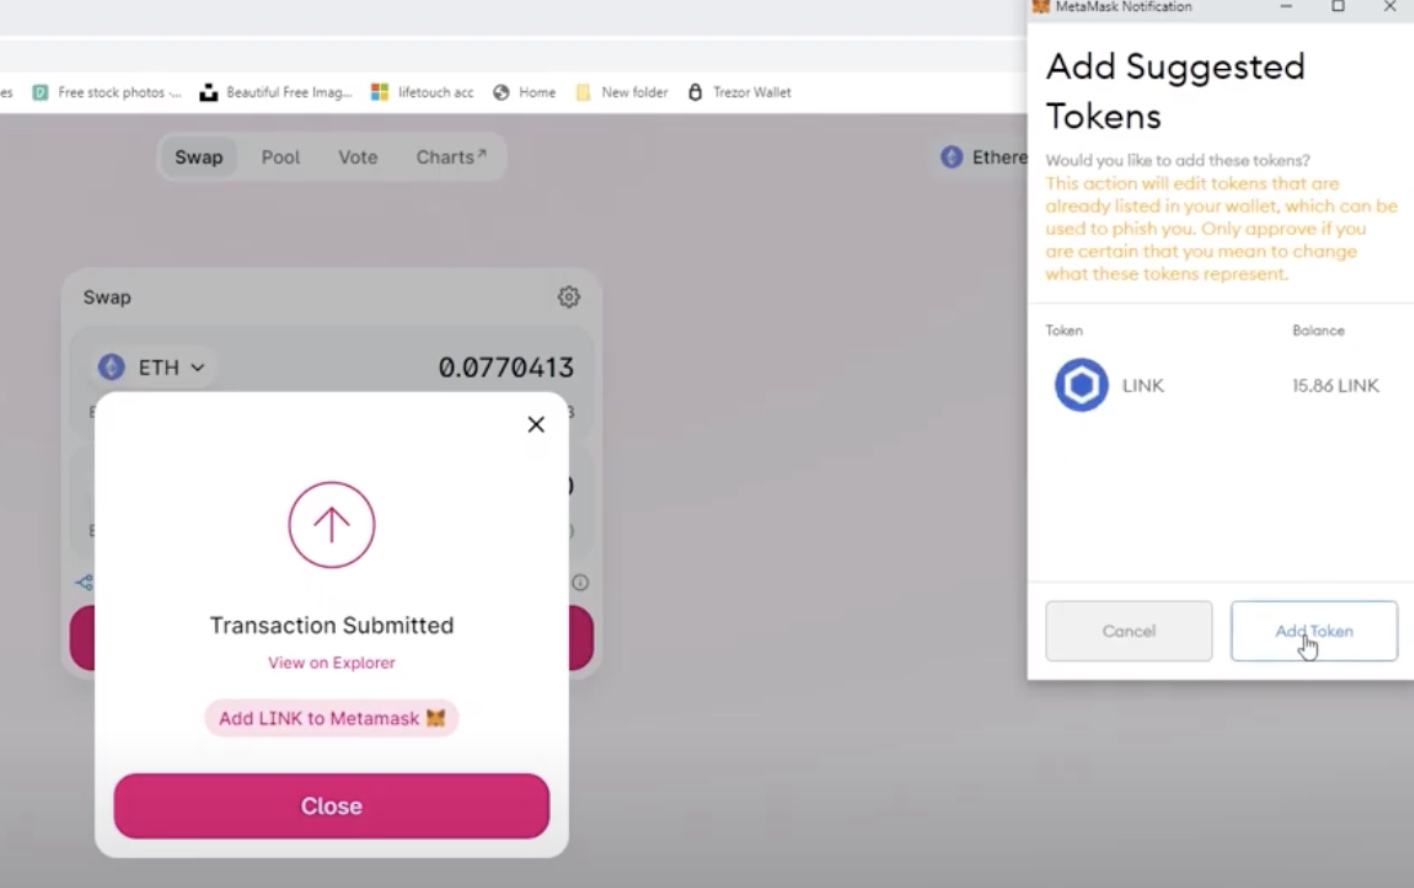 MetaMask Notification
es
Free stock photos -...
Beautiful Free Imag...
lifetouch acc
Home
New folder
Trezor Wallet
Swap
Pool
Vote
Charts↗
Ethere
Add Suggested
Tokens
Would you like to add these tokens?
This action will edit tokens that are
already listed in your wallet, which can be
used to phish you. Only approve if you
are certain that you mean to change
what these tokens represent.
Token
Balance
LINK
15.86 LINK
Cancel
Add Token
Swap
ETH
0.0770413
Transaction Submitted
View on Explorer
Add LINK to Metamask
Close